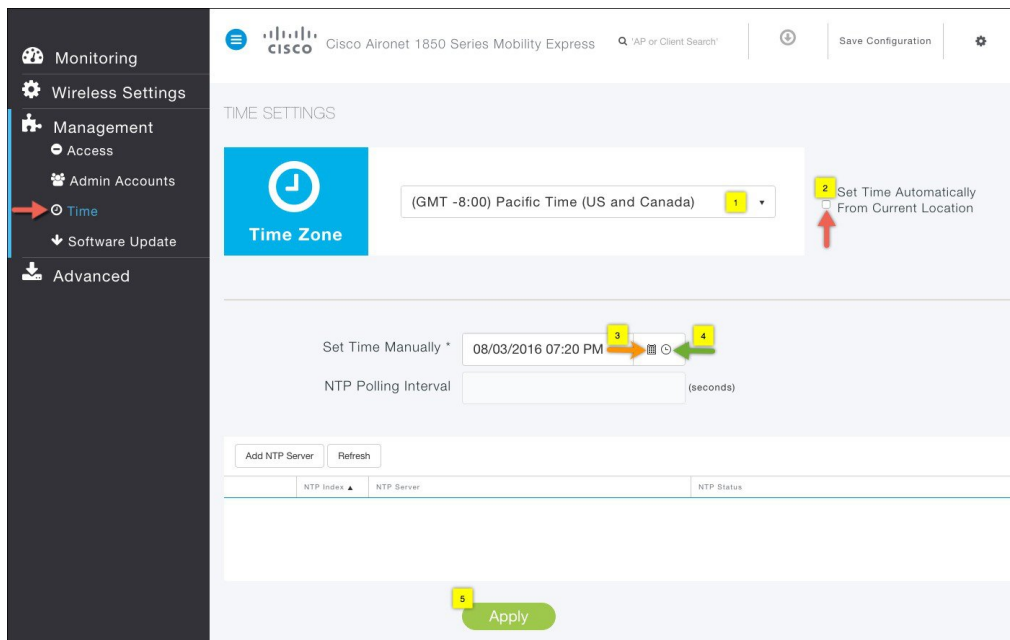 Monitoring
Wireless Settings
Management
Access
Admin Accounts
Time
Software Update
Advanced
CISCO
Cisco Aironet 1850 Series Mobility Express
'AP or Client Search'
Save Configuration
TIME SETTINGS
Time Zone
(GMT -8:00) Pacific Time (US and Canada)
1
2
Set Time Automatically
From Current Location
Set Time Manually *
08/03/2016 07:20 PM
3
4
NTP Polling Interval
(seconds)
Add NTP Server
Refresh
NTP Index
NTP Server
NTP Status
5
Apply